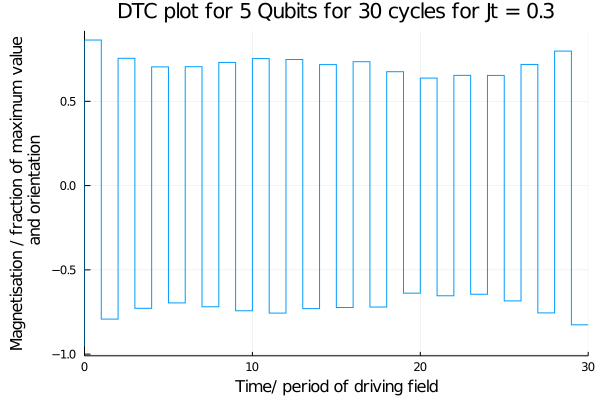 DTC plot for 5 Qubits for 30 cycles for Jt = 0.3
Magnetisation / fraction of maximum value
and orientation
0.5
0.0
−0.5
−1.0
0
10
20
30
Time/ period of driving field